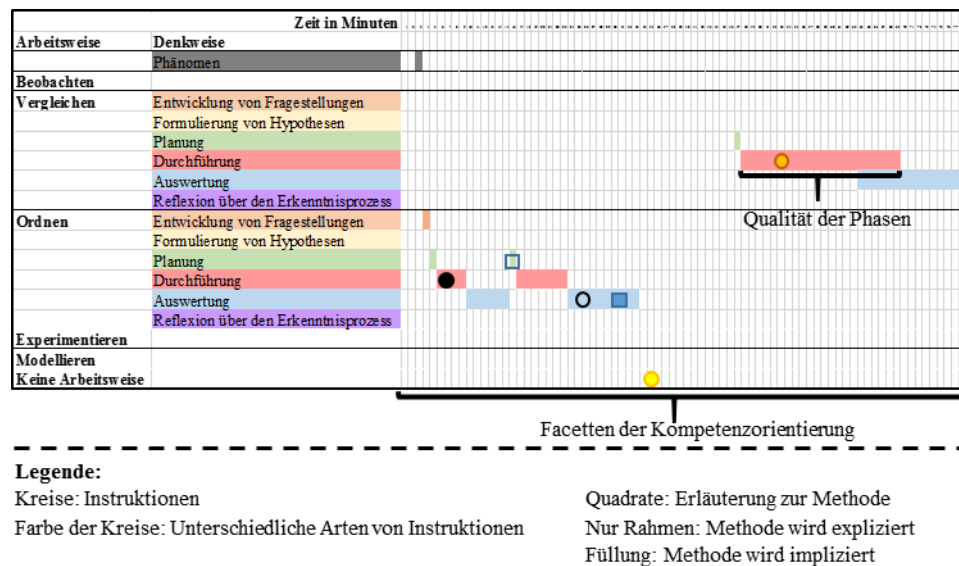 Zeit in Minuten
Arbeitsweise Denkweise
Phänomen
Beobachten
Vergleichen Entwicklung von Fragestellungen
Formulierung von Hypothesen
Planung
Durchführung
Auswertung
Reflexion über den Erkenntnisprozess
Qualität der Phasen
Ordnen Entwicklung von Fragestellungen
Formulierung von Hypothesen
Planung
Durchführung
Auswertung
Reflexion über den Erkenntnisprozess
Experimentieren
Modellieren
Keine Arbeitsweise
Facetten der Kompetenzorientierung
Legende:
Kreise: Instruktionen
Farbe der Kreise: Unterschiedliche Arten von Instruktionen
Quadrate: Erläuterung zur Methode
Nur Rahmen: Methode wird expliziert
Füllung: Methode wird impliziert